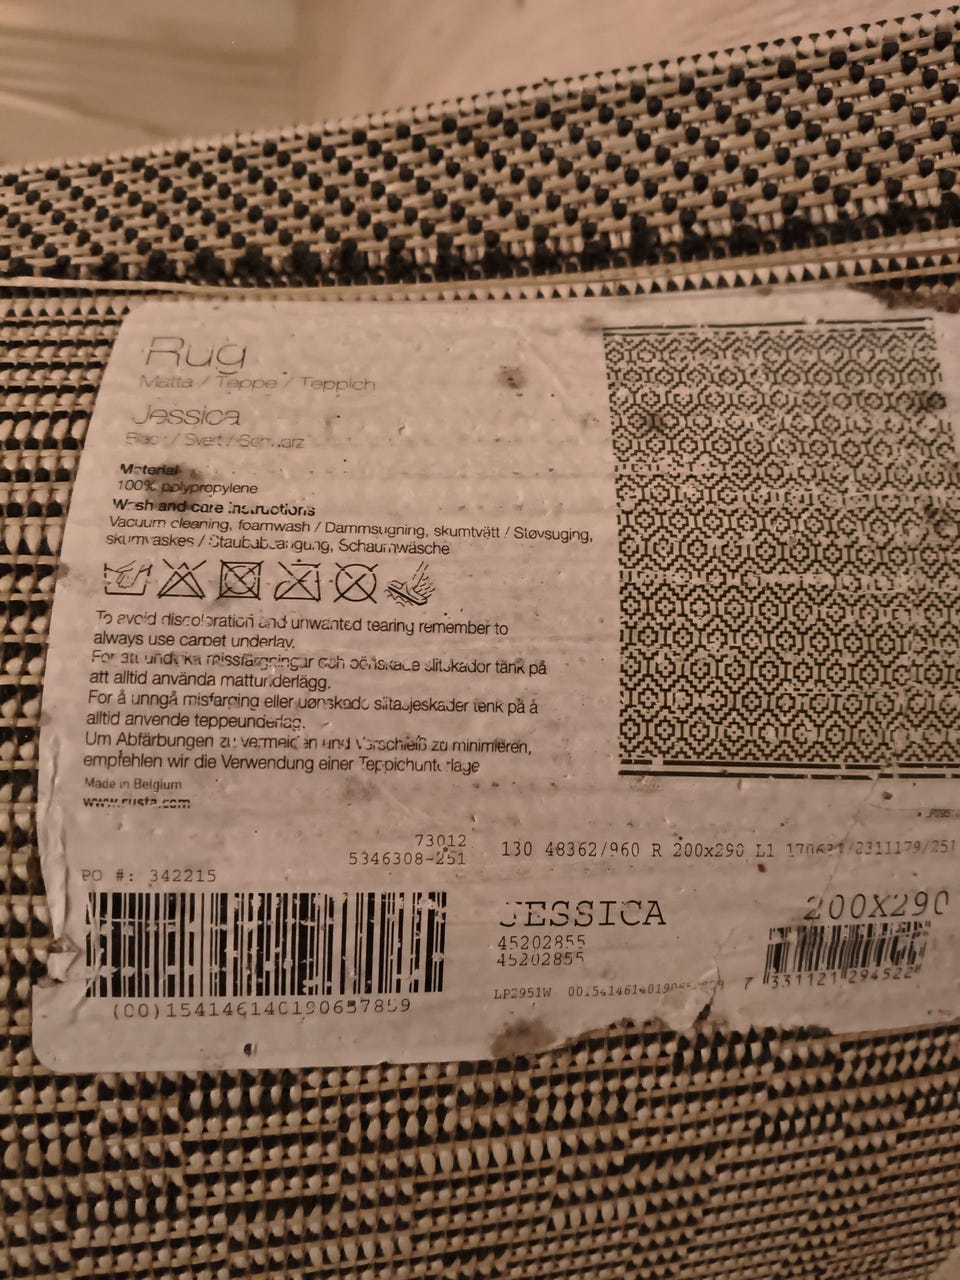 Rug
Matta / Teppe / Teppich
Jessica
Black / Svart / Schwarz
Material
100% polypropylene
Wash and care instructions
Vacuum cleaning, foamwash / Dammsugning, skumtvätt / Støvsuging,
skumvaskes / Schaumwäsche
To avoid discoloration and unwanted tearing remember to
always use carpet underlay.
För att undvika missfärgningar och oönskade slitskador tänk på
att alltid använda mattunderlägg.
For å unngå misfarging eller uønskade slitasjeskader tenk på å
alltid anvende teppeunderlag.
Um Abfärbungen zu vermeiden und Verschleiß zu minimieren,
empfehlen wir die Verwendung einer Teppichunterlage
Made in Belgium
www.rusta.com
73012
5346308-251
130 48362/960 R 200x290 L1
PO #: 342215
JESSICA
200X290
45202855
45202855
(00)154146140190657859
LP2951W
7 331121 294522